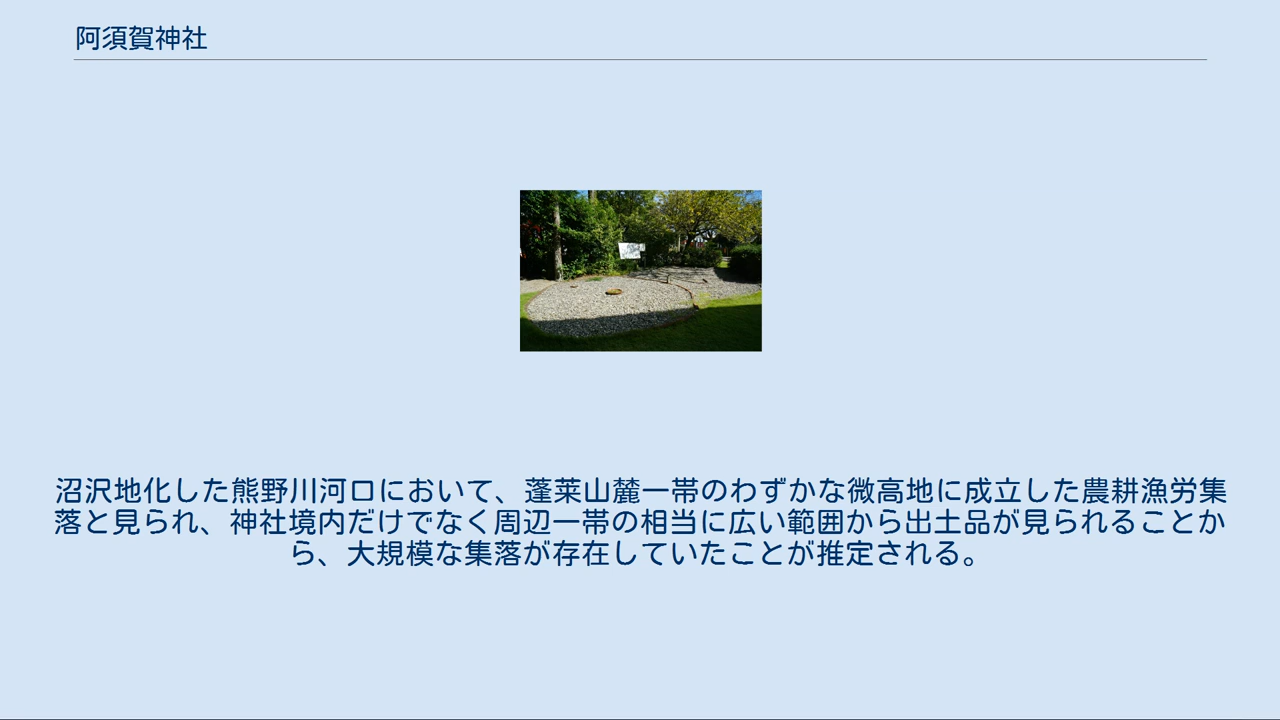 阿須賀神社
沼沢地化した熊野川河口において、蓬莱山麓一帯のわずかな微高地に成立した農耕漁労集
落と見られ、神社境内だけでなく周辺一帯の相当に広い範囲から出土品が見られることか
ら、大規模な集落が存在していたことが推定される。